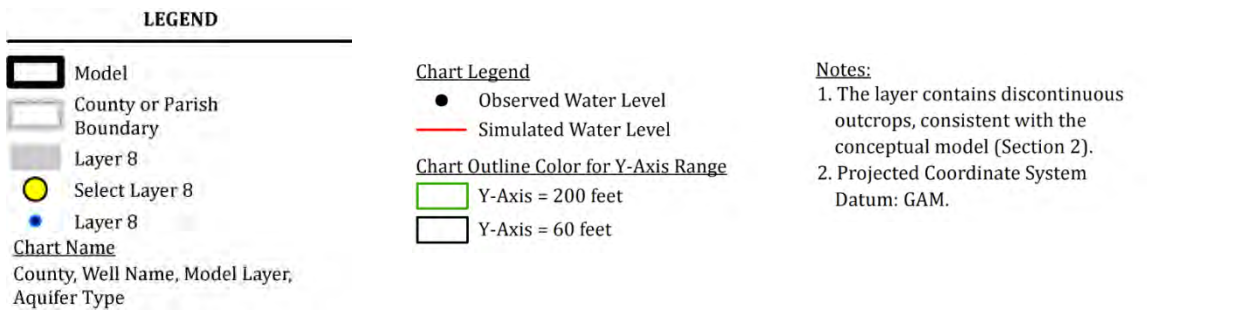 LEGEND
Model
County or Parish
Boundary
Layer 8
Select Layer 8
Layer 8
Chart Name
County, Well Name, Model Layer,
Aquifer Type
Chart Legend
Observed Water Level
Simulated Water Level
Chart Outline Color for Y-Axis Range
Y-Axis = 200 feet
Y-Axis = 60 feet
Notes:
1. The layer contains discontinuous
outcrops, consistent with the
conceptual model (Section 2).
2. Projected Coordinate System
Datum: GAM.